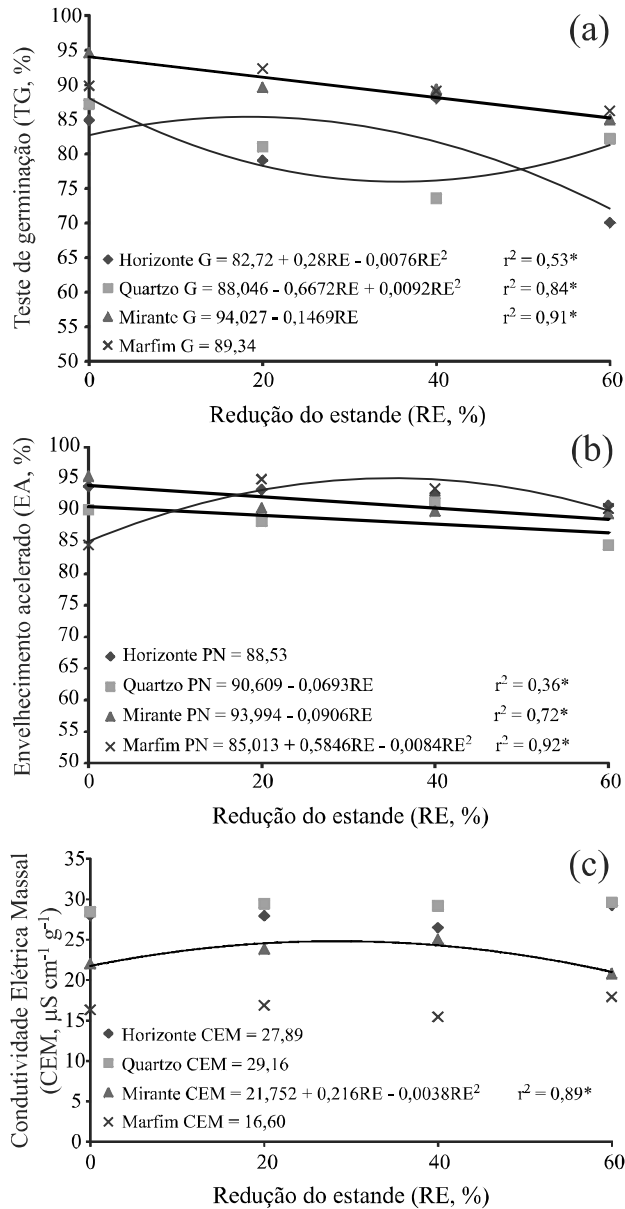 (a)
Teste de germinação (TG, %)
100
95
90
85
80
75
70
65
60
55
50
Horizonte G = 82,72 + 0,28RE - 0,0076RE² r² = 0,53*
Quartzo G = 88,046 - 0,6672RE + 0,0092RE² r² = 0,84*
Mirante G = 94,027 - 0,1469RE r² = 0,91*
Marfim G = 89,34
0 20 40 60
Redução do estande (RE, %)
(b)
Envelhecimento acelerado (EA, %)
100
95
90
85
80
75
70
65
60
55
50
Horizonte PN = 88,53
Quartzo PN = 90,609 - 0,0693RE r² = 0,36*
Mirante PN = 93,994 - 0,0906RE r² = 0,72*
Marfim PN = 85,013 + 0,5846RE - 0,0084RE² r² = 0,92*
0 20 40 60
Redução do estande (RE, %)
(c)
Condutividade Elétrica Massal
(CEM, µS cm⁻¹ g⁻¹)
35
30
25
20
15
10
5
0
Horizonte CEM = 27,89
Quartzo CEM = 29,16
Mirante CEM = 21,752 + 0,216RE - 0,0038RE² r² = 0,89*
Marfim CEM = 16,60
0 20 40 60
Redução do estande (RE, %)